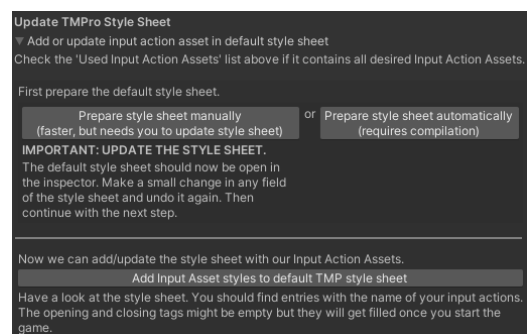 Update TMPro Style Sheet
Add or update input action asset in default style sheet
Check the 'Used Input Action Assets' list above if it contains all desired Input Action Assets.
First prepare the default style sheet.
Prepare style sheet manually
(faster, but needs you to update style sheet)
or
Prepare style sheet automatically
(requires compilation)
IMPORTANT: UPDATE THE STYLE SHEET.
The default style sheet should now be open in
the inspector. Make a small change in any field
of the style sheet and undo it again. Then
continue with the next step.
Now we can add/update the style sheet with our Input Action Assets.
Add Input Asset styles to default TMP style sheet
Have a look at the style sheet. You should find entries with the name of your input actions.
The opening and closing tags might be empty but they will get filled once you start the
game.